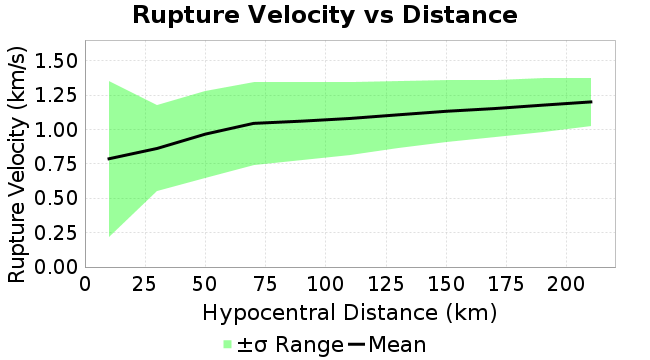 Rupture Velocity vs Distance
Rupture Velocity (km/s)
1.50
1.25
1.00
0.75
0.50
0.25
0.00
0 25 50 75 100 125 150 175 200
Hypocentral Distance (km)
±σ Range Mean